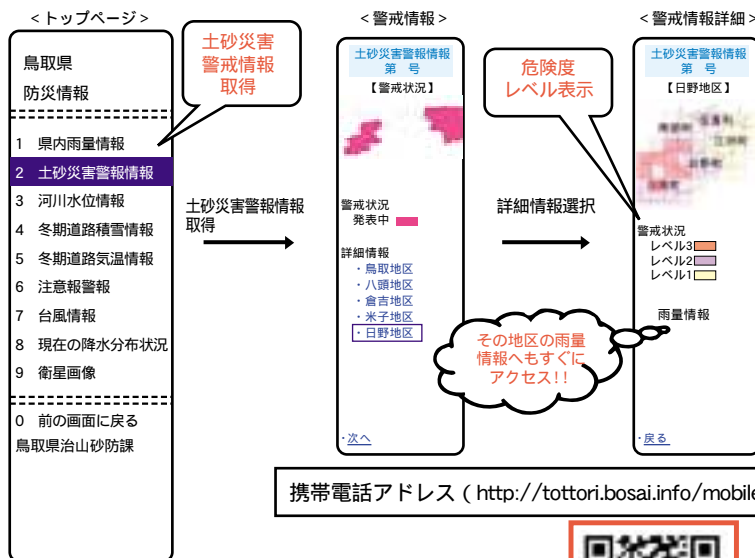 <トップページ>
鳥取県
防災情報
1 県内雨量情報
2 土砂災害警報情報
3 河川水位情報
4 冬期道路積雪情報
5 冬期道路気温情報
6 注意報警報
7 台風情報
8 現在の降水分布状況
9 衛星画像
0 前の画面に戻る
鳥取県治山砂防課
土砂災害
警戒情報
取得
土砂災害警報情報
取得
<警戒情報>
土砂災害警報情報
第 号
【警戒状況】
警戒状況
発表中
詳細情報
・鳥取地区
・八頭地区
・倉吉地区
・米子地区
・日野地区
・次へ
危険度
レベル表示
詳細情報選択
その地区の雨量
情報へもすぐに
アクセス!!
<警戒情報詳細>
土砂災害警報情報
第 号
【日野地区】
警戒状況
レベル3
レベル2
レベル1
雨量情報
・戻る
携帯電話アドレス(http://tottori.bosai.info/mobile